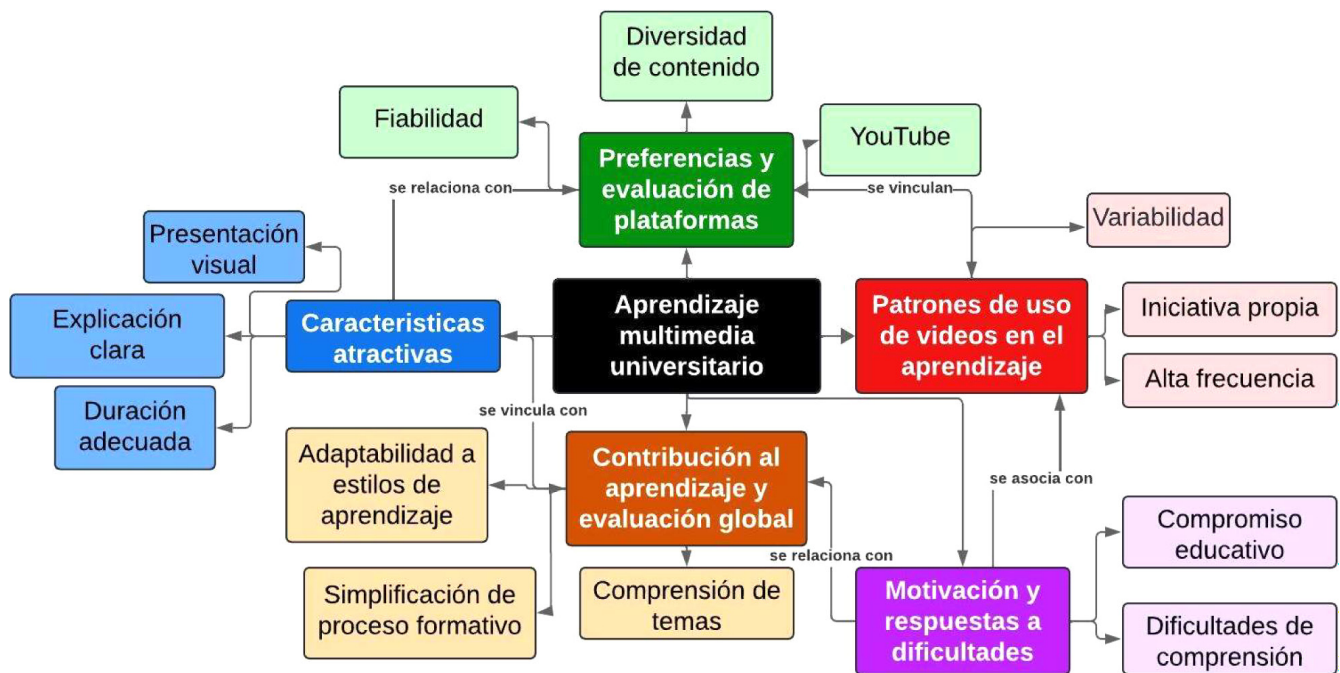 Diversidad
de contenido
Fiabilidad
YouTube
Preferencias y
evaluación de
plataformas
se relaciona con
se vinculan
Variabilidad
Presentación
visual
Explicación
clara
Duración
adecuada
Caracteristicas
atractivas
Aprendizaje
multimedia
universitario
Patrones de uso
de videos en el
aprendizaje
Iniciativa propia
Alta frecuencia
se vincula con
Adaptabilidad a
estilos de
aprendizaje
Contribución al
aprendizaje y
evaluación global
se asocia con
Simplificación de
proceso formativo
Comprensión de
temas
se relaciona con
Motivación y
respuestas a
dificultades
Compromiso
educativo
Dificultades de
comprensión